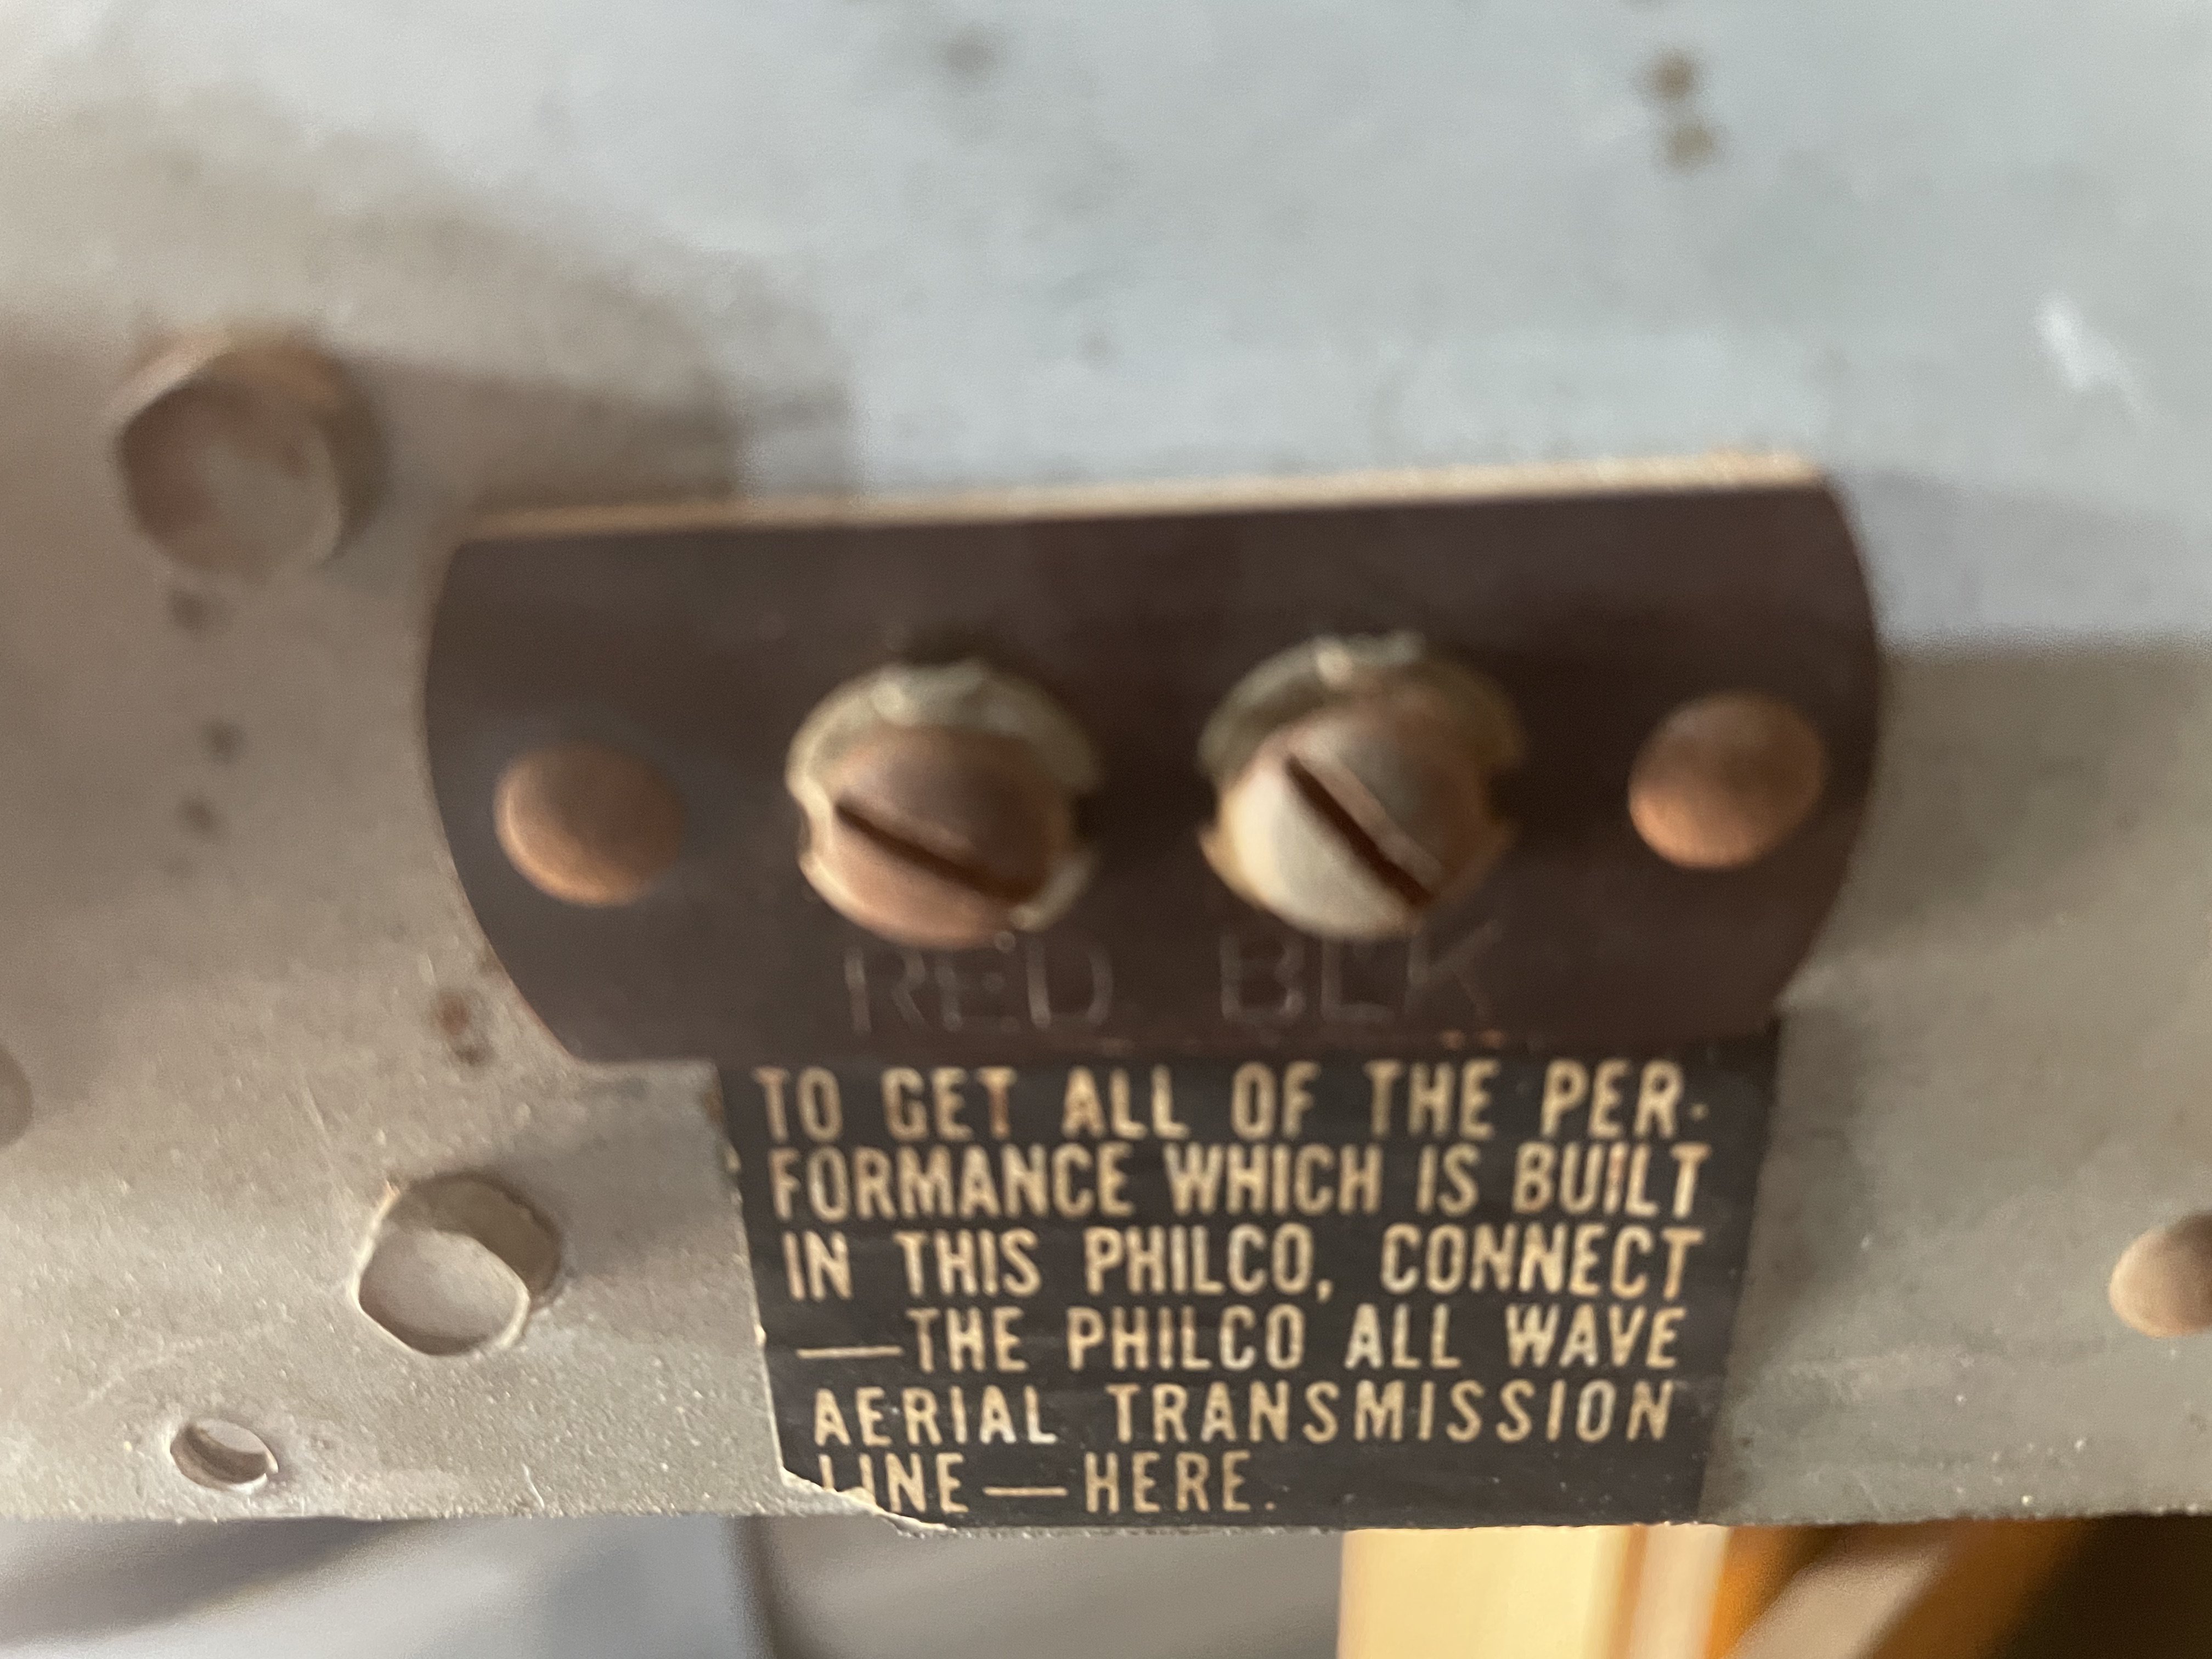 RED BLK
TO GET ALL OF THE PER-
FORMANCE WHICH IS BUILT
IN THIS PHILCO, CONNECT
—THE PHILCO ALL WAVE
AERIAL TRANSMISSION
LINE—HERE.